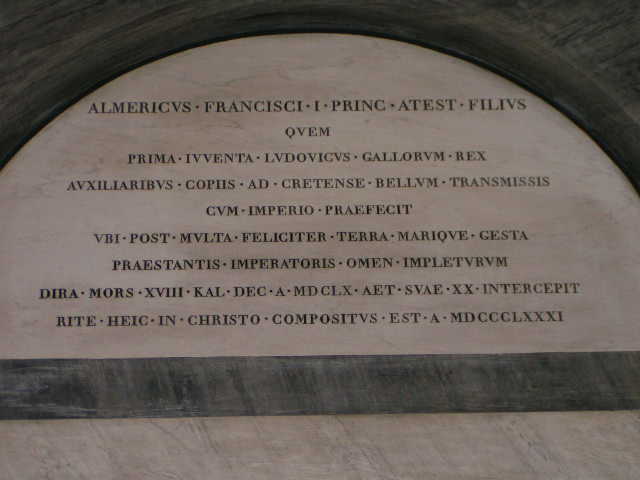 ALMERICVS · FRANCISCI · I · PRINC · ATEST · FILIVS
QVEM
PRIMA · IVVENTA · LVDOVICVS · GALLORVM · REX
AVXILIARIBVS · COPIIS · AD · CRETENSE · BELLVM · TRANSMISSIS
CVM · IMPERIO · PRAEFECIT
VBI · POST · MVLTA · FELICITER · TERRA · MARIQVE · GESTA
PRAESTANTIS · IMPERATORIS · OMEN · IMPLETVRVM
DIRA · MORS · XVIII · KAL · DEC · A · MDCLX · AET · SVAE · XX · INTERCEPIT
RITE · HEIC · IN · CHRISTO · COMPOSITVS · EST · A · MDCCCLXXXI